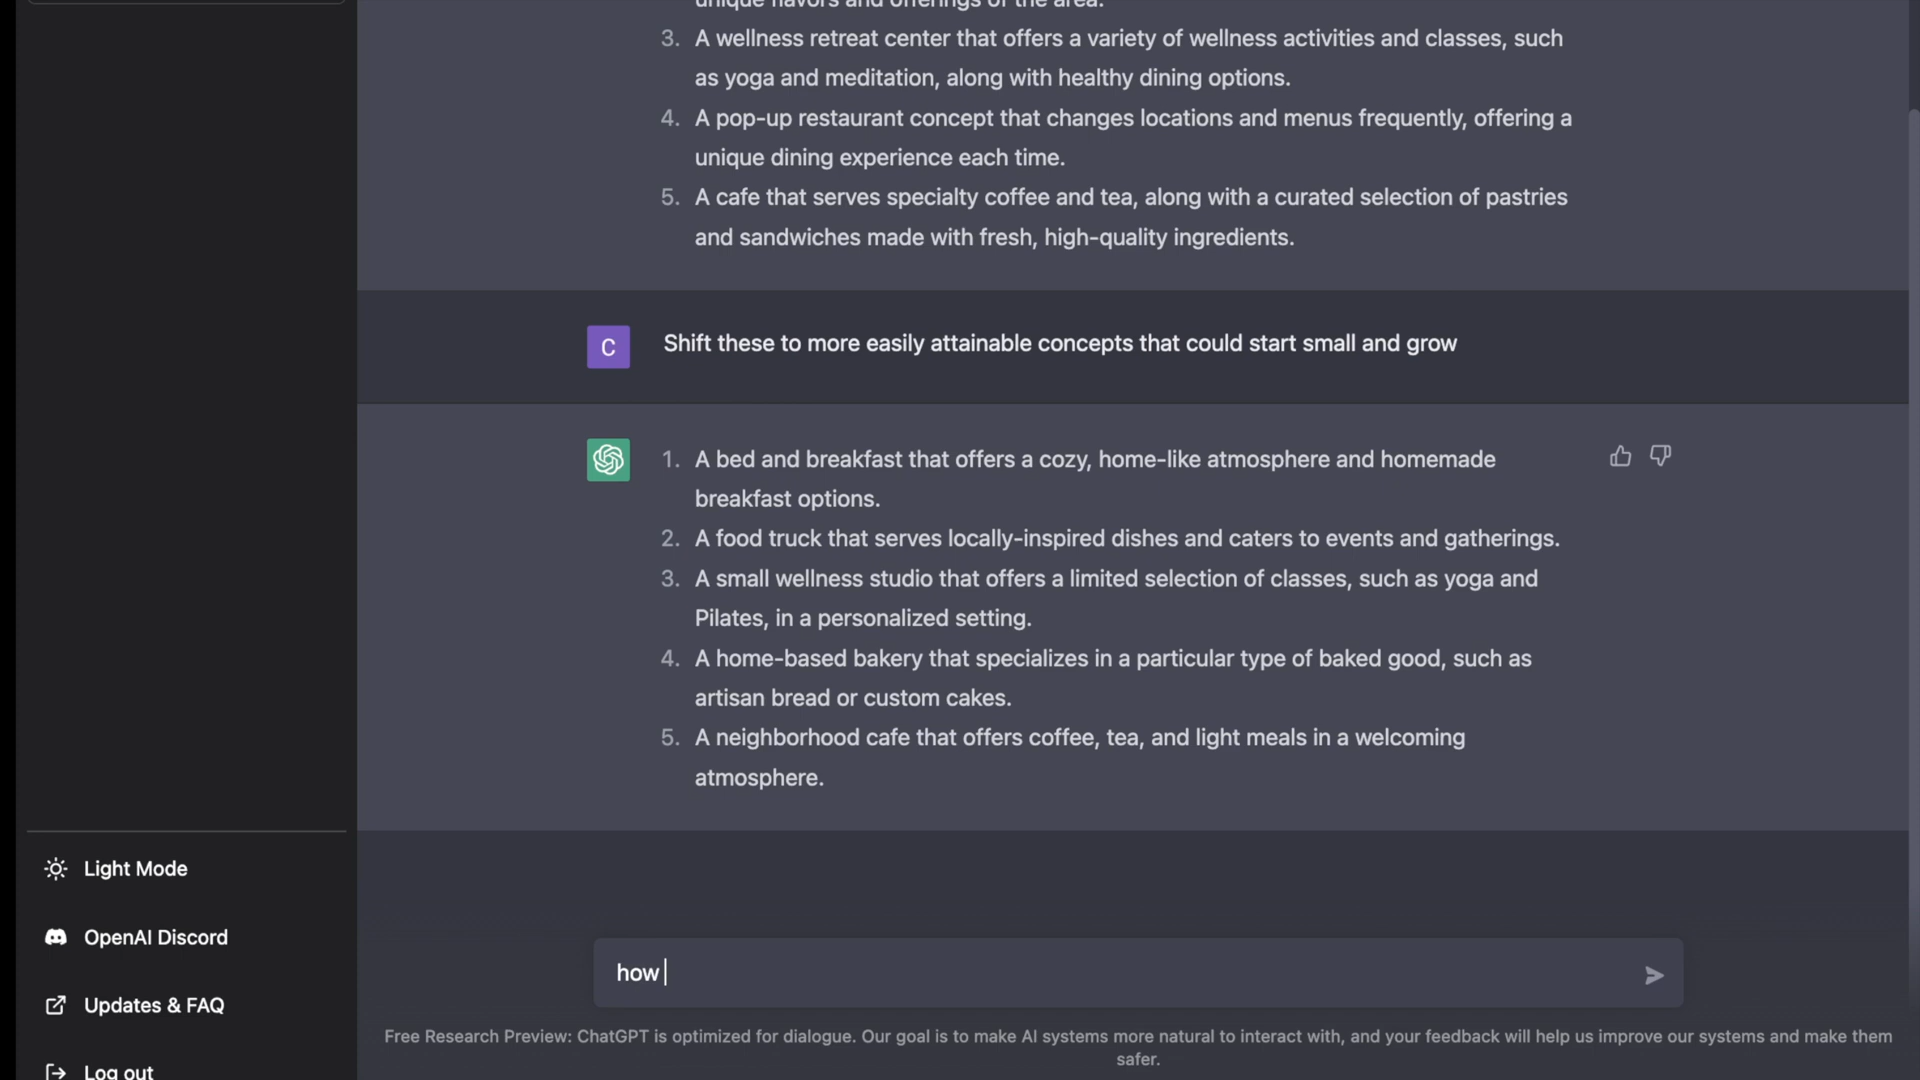 unique flavors and offerings of the area.
3. A wellness retreat center that offers a variety of wellness activities and classes, such
as yoga and meditation, along with healthy dining options.
4. A pop-up restaurant concept that changes locations and menus frequently, offering a
unique dining experience each time.
5. A cafe that serves specialty coffee and tea, along with a curated selection of pastries
and sandwiches made with fresh, high-quality ingredients.
C Shift these to more easily attainable concepts that could start small and grow
1. A bed and breakfast that offers a cozy, home-like atmosphere and homemade
breakfast options.
2. A food truck that serves locally-inspired dishes and caters to events and gatherings.
3. A small wellness studio that offers a limited selection of classes, such as yoga and
Pilates, in a personalized setting.
4. A home-based bakery that specializes in a particular type of baked good, such as
artisan bread or custom cakes.
5. A neighborhood cafe that offers coffee, tea, and light meals in a welcoming
atmosphere.
Light Mode
OpenAI Discord
Updates & FAQ
Log out
how
Free Research Preview: ChatGPT is optimized for dialogue. Our goal is to make AI systems more natural to interact with, and your feedback will help us improve our systems and make them
safer.